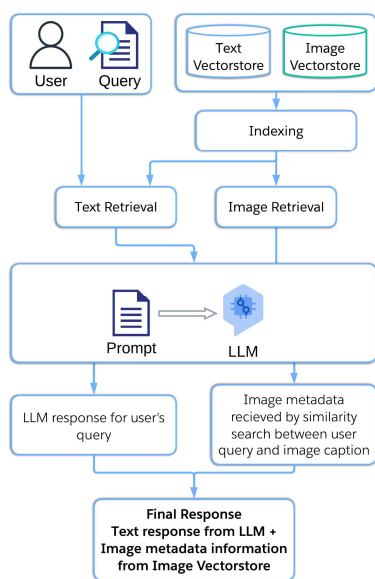 User
Query
Text
Vectorstore
Image
Vectorstore
Indexing
Text Retrieval
Image Retrieval
Prompt
LLM
LLM response for user's
query
Image metadata
recieved by similarity
search between user
query and image caption
Final Response
Text response from LLM +
Image metadata information
from Image Vectorstore